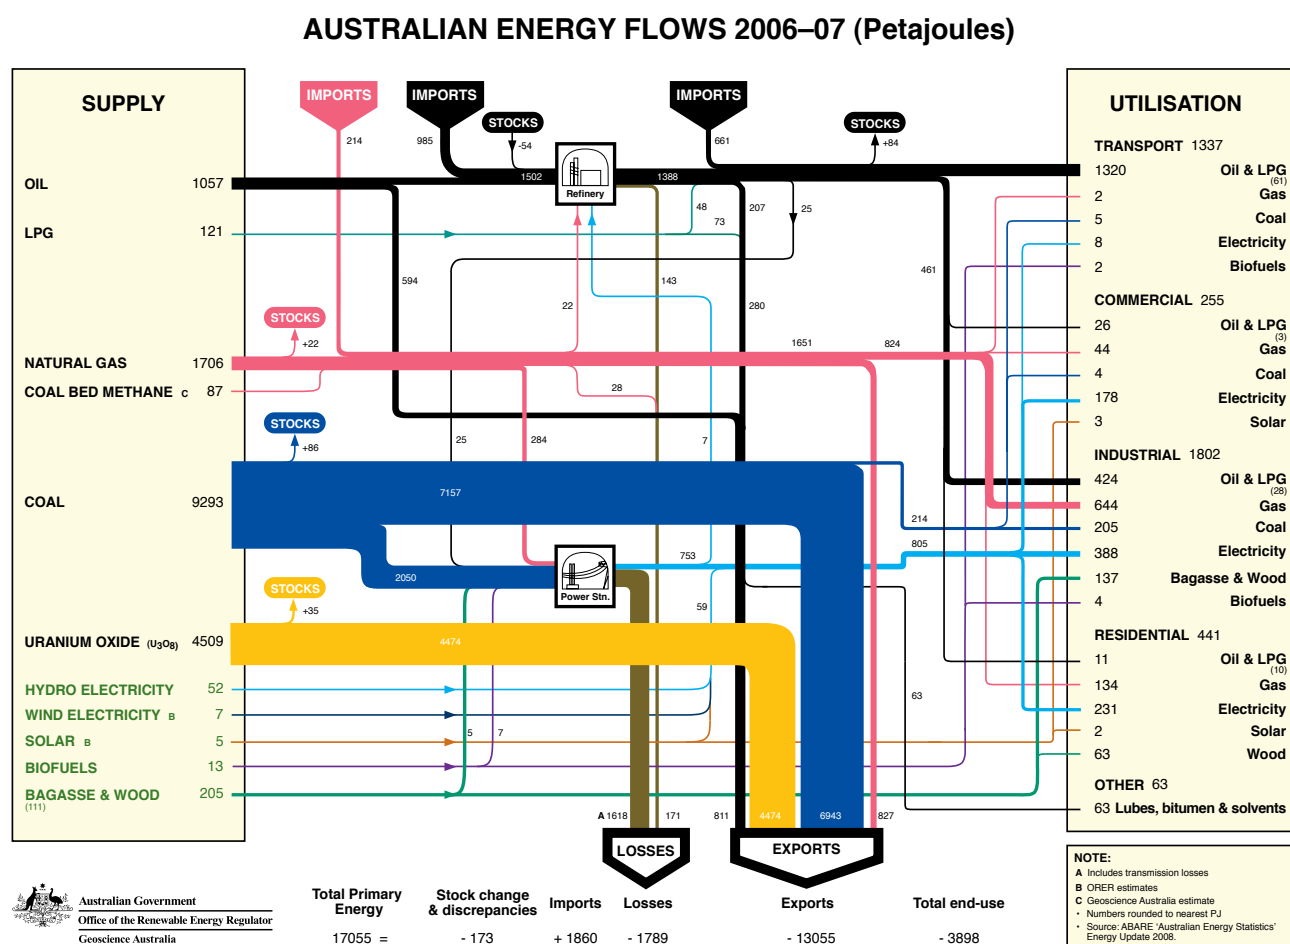 AUSTRALIAN ENERGY FLOWS 2006–07 (Petajoules)
SUPPLY
OIL 1057
LPG 121
NATURAL GAS 1706
COAL BED METHANE C 87
COAL 9293
URANIUM OXIDE (U3O8) 4509
HYDRO ELECTRICITY 52
WIND ELECTRICITY B 7
SOLAR B 5
BIOFUELS 13
BAGASSE & WOOD 205
(111)
IMPORTS
214
IMPORTS
985
STOCKS
-54
IMPORTS
661
STOCKS
+84
1502
Refinery
1388
48
207
25
73
594
143
461
22
280
STOCKS
+22
1651
824
28
STOCKS
+86
25
284
7
7157
214
805
753
2050
Power Stn.
59
STOCKS
+35
4474
63
5
7
A 1618
171
811
4474
6943
827
LOSSES
EXPORTS
UTILISATION
TRANSPORT 1337
1320 Oil & LPG
(61)
2 Gas
5 Coal
8 Electricity
2 Biofuels
COMMERCIAL 255
26 Oil & LPG
(3)
44 Gas
4 Coal
178 Electricity
3 Solar
INDUSTRIAL 1802
424 Oil & LPG
(28)
644 Gas
205 Coal
388 Electricity
137 Bagasse & Wood
4 Biofuels
RESIDENTIAL 441
11 Oil & LPG
(10)
134 Gas
231 Electricity
2 Solar
63 Wood
OTHER 63
63 Lubes, bitumen & solvents
NOTE:
A Includes transmission losses
B ORER estimates
C Geoscience Australia estimate
• Numbers rounded to nearest PJ
• Source: ABARE 'Australian Energy Statistics'
Energy Update 2008.
Australian Government
Office of the Renewable Energy Regulator
Geoscience Australia
Total Primary
Energy
Stock change
& discrepancies
Imports
Losses
Exports
Total end-use
17055 = - 173 + 1860 - 1789 - 13055 - 3898